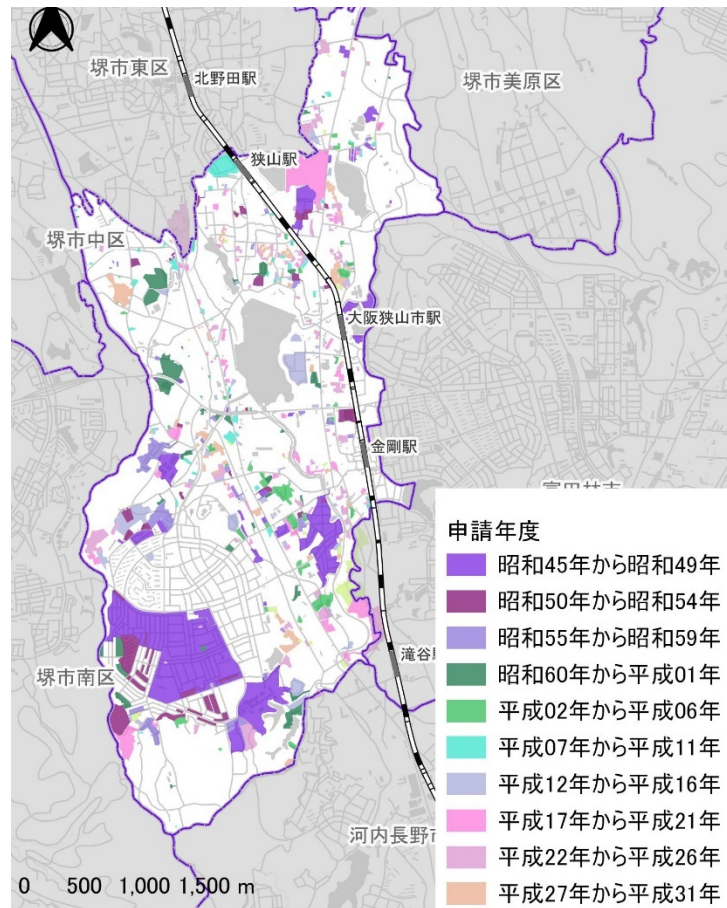 堺市東区
北野田駅
堺市美原区
狭山駅
堺市中区
大阪狭山市駅
金剛駅
富田林市
申請年度
昭和45年から昭和49年
昭和50年から昭和54年
昭和55年から昭和59年
昭和60年から平成01年
平成02年から平成06年
平成07年から平成11年
平成12年から平成16年
平成17年から平成21年
平成22年から平成26年
平成27年から平成31年
滝谷駅
堺市南区
河内長野市
0 500 1,000 1,500 m